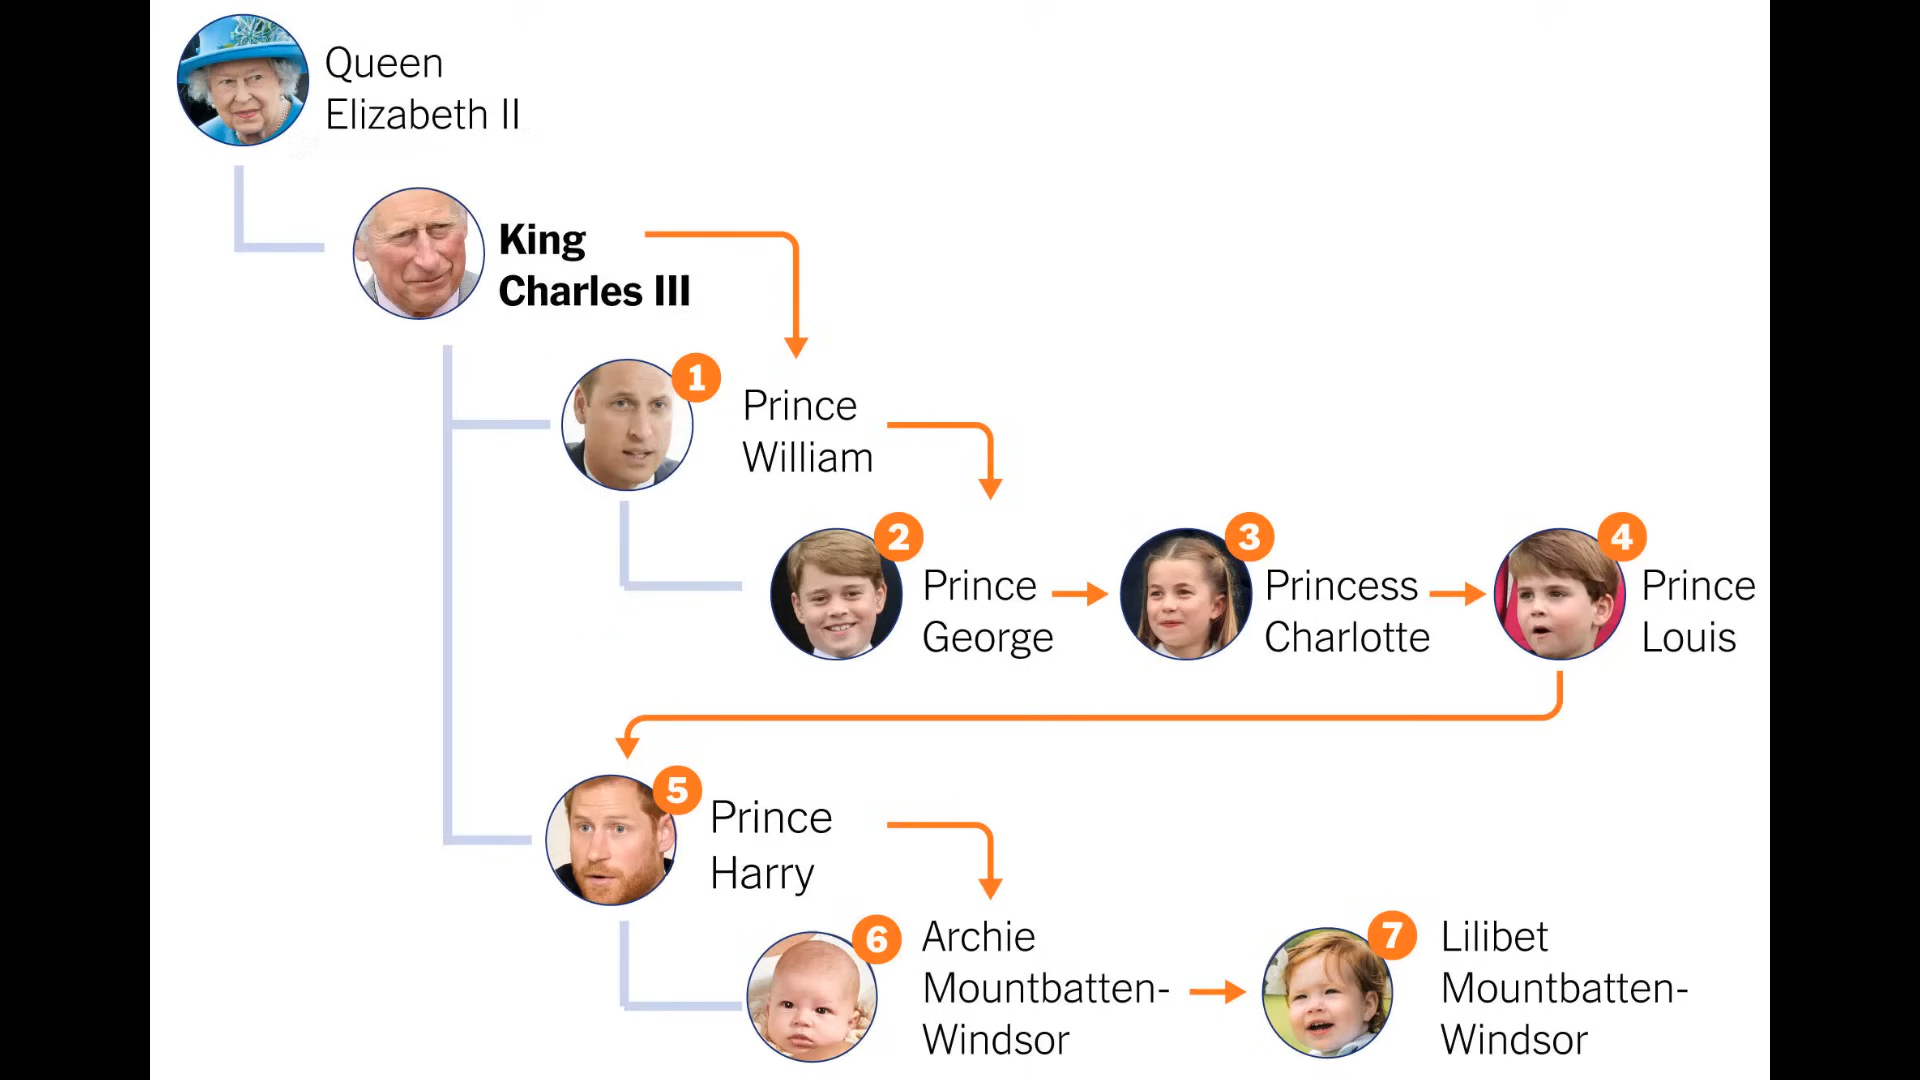 Queen
Elizabeth II
King
Charles III
1
Prince
William
2
Prince
George
3
Princess
Charlotte
4
Prince
Louis
5
Prince
Harry
6
Archie
Mountbatten-
Windsor
7
Lilibet
Mountbatten-
Windsor